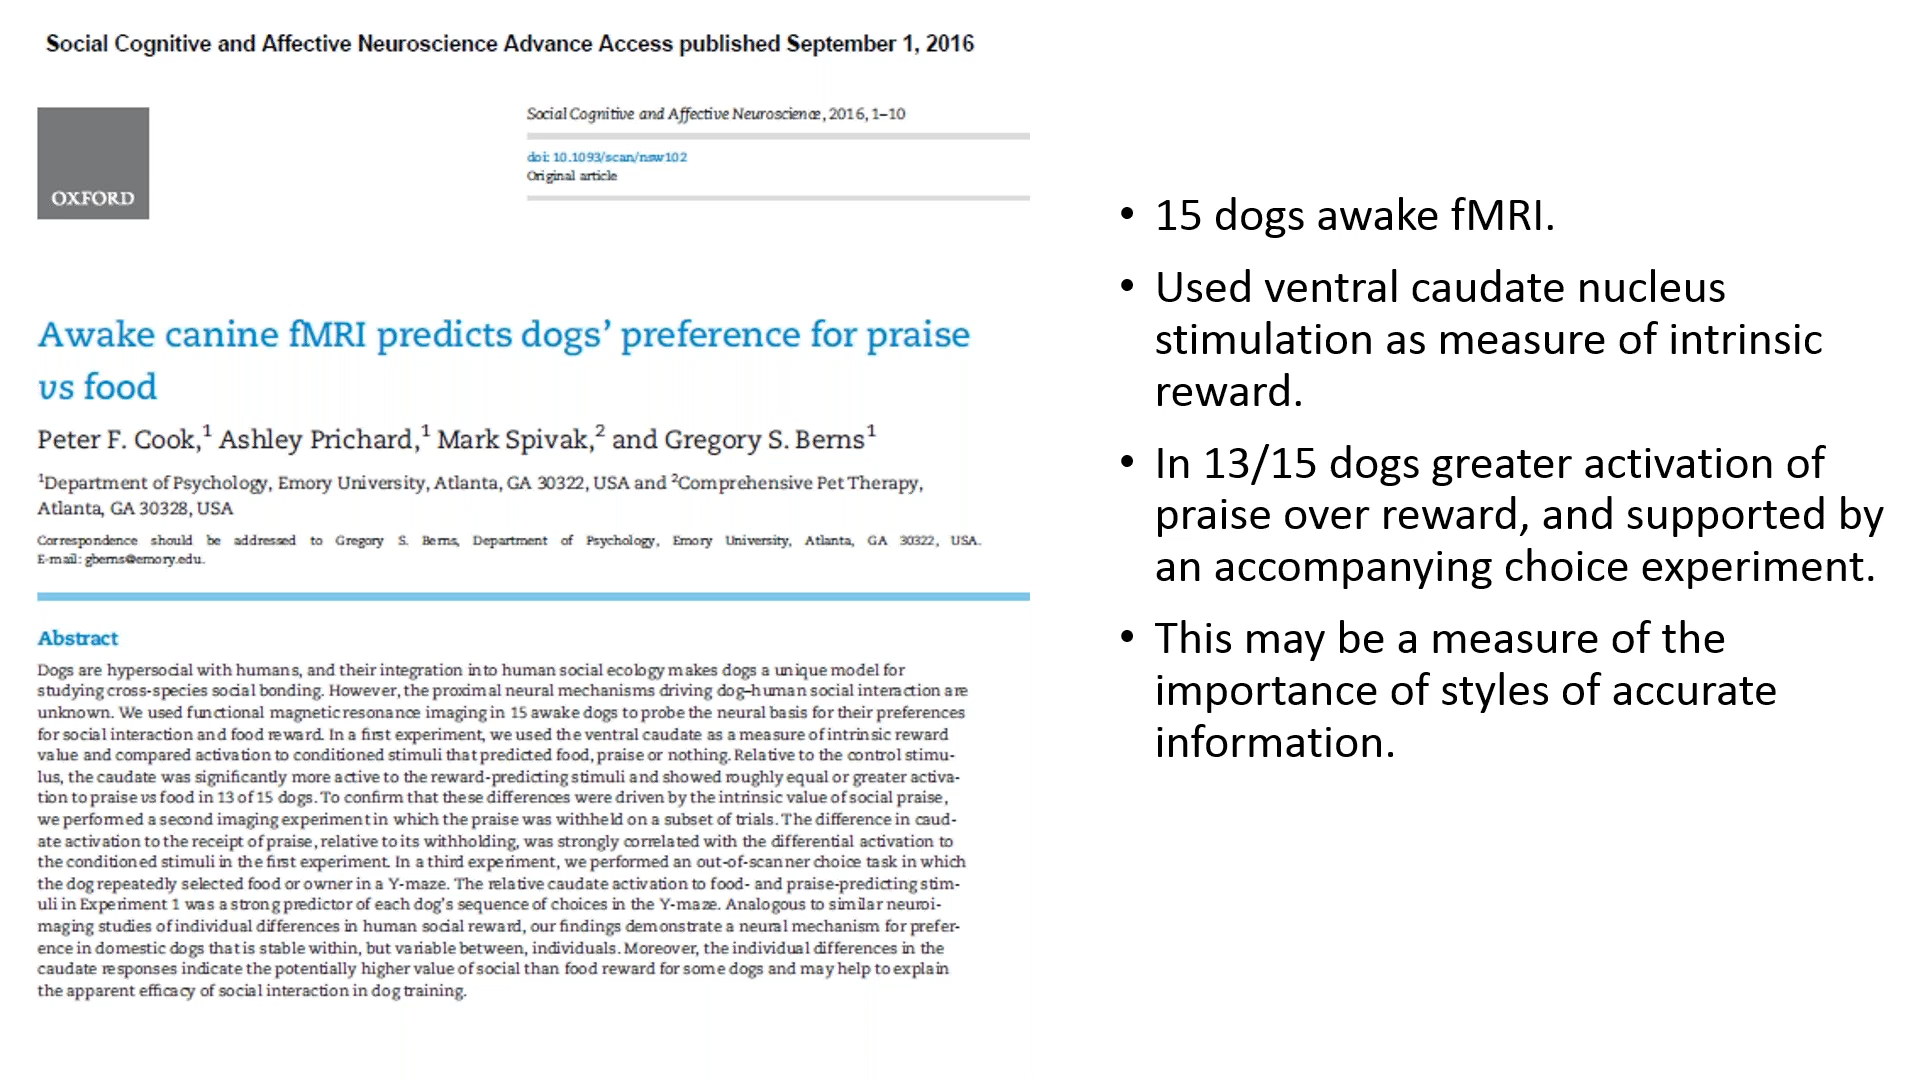 Social Cognitive and Affective Neuroscience Advance Access published September 1, 2016
OXFORD
Social Cognitive and Affective Neuroscience, 2016, 1–10
doi: 10.1093/scan/nsw102
Original article
Awake canine fMRI predicts dogs’ preference for praise
vs food
Peter F. Cook,1 Ashley Prichard,1 Mark Spivak,2 and Gregory S. Berns1
1Department of Psychology, Emory University, Atlanta, GA 30322, USA and 2Comprehensive Pet Therapy,
Atlanta, GA 30328, USA
Correspondence should be addressed to Gregory S. Berns, Department of Psychology, Emory University, Atlanta, GA 30322, USA.
E-mail: gberns@emory.edu.
Abstract
Dogs are hypersocial with humans, and their integration into human social ecology makes dogs a unique model for
studying cross-species social bonding. However, the proximal neural mechanisms driving dog–human social interaction are
unknown. We used functional magnetic resonance imaging in 15 awake dogs to probe the neural basis for their preferences
for social interaction and food reward. In a first experiment, we used the ventral caudate as a measure of intrinsic reward
value and compared activation to conditioned stimuli that predicted food, praise or nothing. Relative to the control stimu-
lus, the caudate was significantly more active to the reward-predicting stimuli and showed roughly equal or greater activa-
tion to praise vs food in 13 of 15 dogs. To confirm that these differences were driven by the intrinsic value of social praise,
we performed a second imaging experiment in which the praise was withheld on a subset of trials. The difference in caud-
ate activation to the receipt of praise, relative to its withholding, was strongly correlated with the differential activation to
the conditioned stimuli in the first experiment. In a third experiment, we performed an out-of-scanner choice task in which
the dog repeatedly selected food or owner in a Y-maze. The relative caudate activation to food- and praise-predicting stim-
uli in Experiment 1 was a strong predictor of each dog’s sequence of choices in the Y-maze. Analogous to similar neuroi-
maging studies of individual differences in human social reward, our findings demonstrate a neural mechanism for prefer-
ence in domestic dogs that is stable within, but variable between, individuals. Moreover, the individual differences in the
caudate responses indicate the potentially higher value of social than food reward for some dogs and may help to explain
the apparent efficacy of social interaction in dog training.
• 15 dogs awake fMRI.
• Used ventral caudate nucleus
stimulation as measure of intrinsic
reward.
• In 13/15 dogs greater activation of
praise over reward, and supported by
an accompanying choice experiment.
• This may be a measure of the
importance of styles of accurate
information.